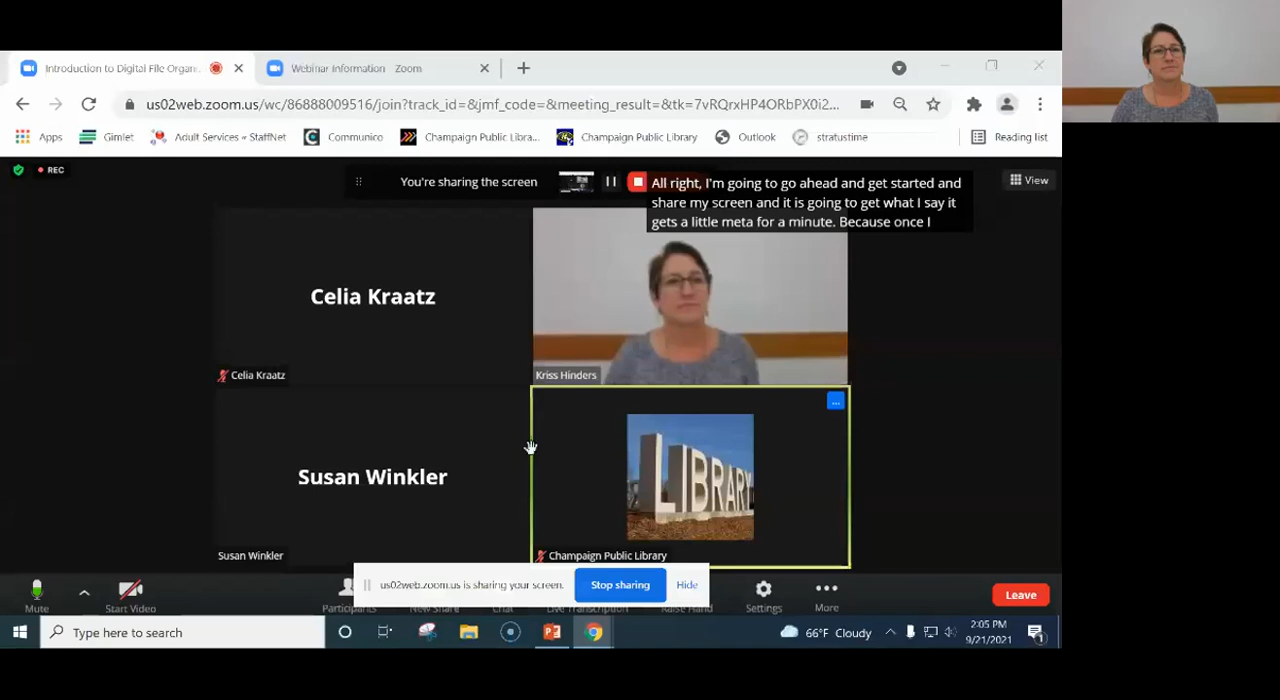 Introduction to Digital File Organi
Webinar Information Zoom
us02web.zoom.us/wc/86888009516/join?track_id=&jmf_code=&meeting_result=&tk=7vRQrxHP4ORbPX0i2...
Apps Gimlet Adult Services « StaffNet Communico Champaign Public Libra... Champaign Public Library Outlook stratustime Reading list
REC
You're sharing the screen
View
All right, I'm going to go ahead and get started and
share my screen and it is going to get what I say it
gets a little meta for a minute. Because once I
Celia Kraatz
Celia Kraatz
Kriss Hinders
LIBRARY
Susan Winkler
Susan Winkler
Champaign Public Library
us02web.zoom.us is sharing your screen. Stop sharing Hide
Mute Start Video Participants New Share Chat Live Transcription Raise Hand Settings More
Leave
Type here to search
66°F Cloudy
2:05 PM
9/21/2021
1